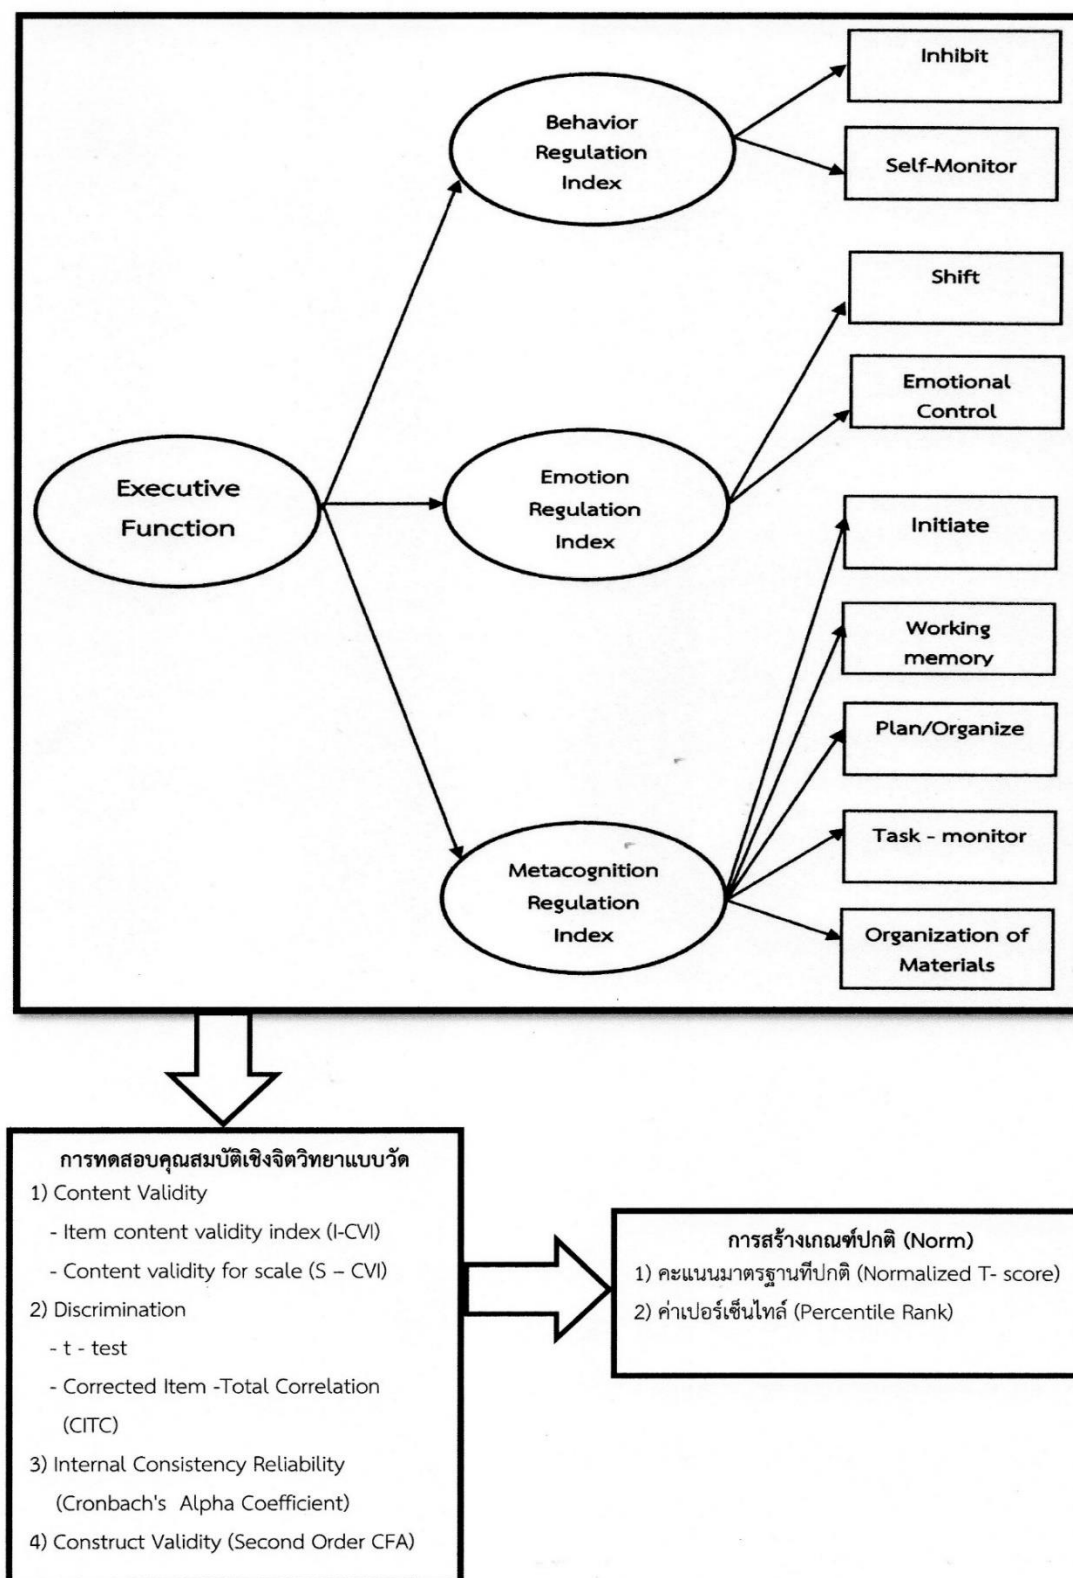 Executive
Function
Behavior
Regulation
Index
Emotion
Regulation
Index
Metacognition
Regulation
Index
Inhibit
Self-Monitor
Shift
Emotional
Control
Initiate
Working
memory
Plan/Organize
Task - monitor
Organization of
Materials
การทดสอบคุณสมบัติเชิงจิตวิทยาแบบวัด
1) Content Validity
- Item content validity index (I-CVI)
- Content validity for scale (S – CVI)
2) Discrimination
- t - test
- Corrected Item -Total Correlation
(CITC)
3) Internal Consistency Reliability
(Cronbach's Alpha Coefficient)
4) Construct Validity (Second Order CFA)
การสร้างเกณฑ์ปกติ (Norm)
1) คะแนนมาตรฐานทีปกติ (Normalized T- score)
2) ค่าเปอร์เซ็นไทล์ (Percentile Rank)